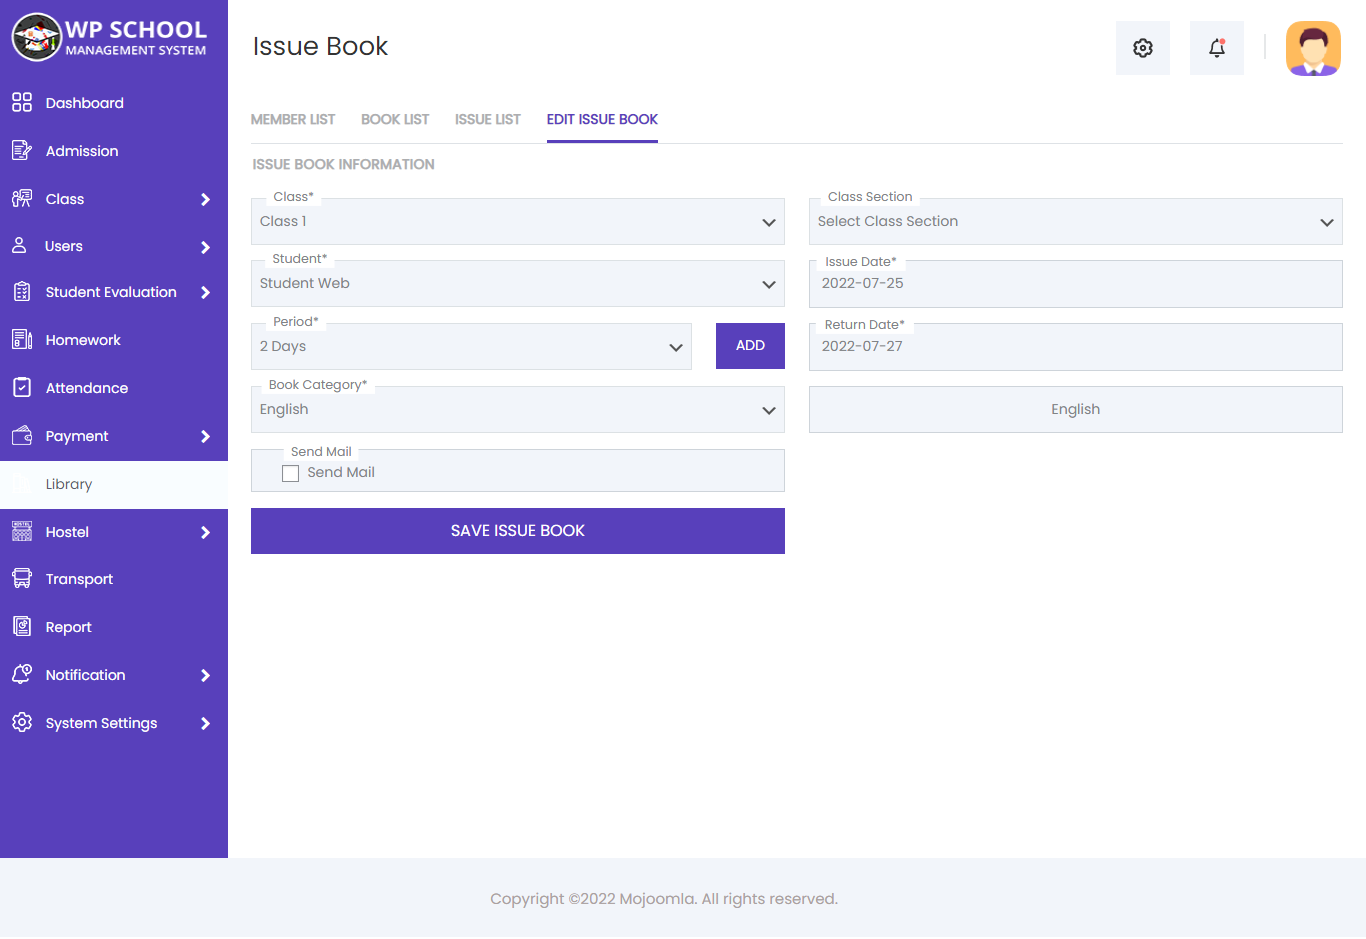 WP SCHOOL
MANAGEMENT SYSTEM
Dashboard
Admission
Class
Users
Student Evaluation
Homework
Attendance
Payment
Library
Hostel
Transport
Report
Notification
System Settings
Issue Book
MEMBER LIST BOOK LIST ISSUE LIST EDIT ISSUE BOOK
ISSUE BOOK INFORMATION
Class*
Class 1
Class Section
Select Class Section
Student*
Student Web
Issue Date*
2022-07-25
Period*
2 Days
ADD
Return Date*
2022-07-27
Book Category*
English
English
Send Mail
Send Mail
SAVE ISSUE BOOK
Copyright ©2022 Mojoomla. All rights reserved.